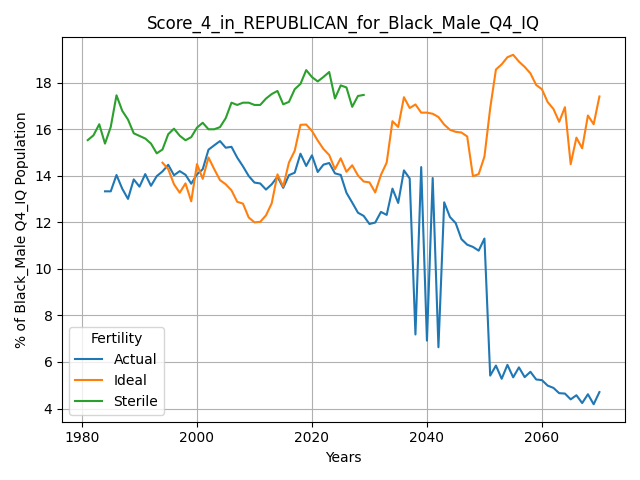 Score_4_in_REPUBLICAN_for_Black_Male_Q4_IQ
% of Black_Male Q4_IQ Population
18
16
14
12
10
8
6
4
Fertility
Actual
Ideal
Sterile
1980
2000
2020
2040
2060
Years